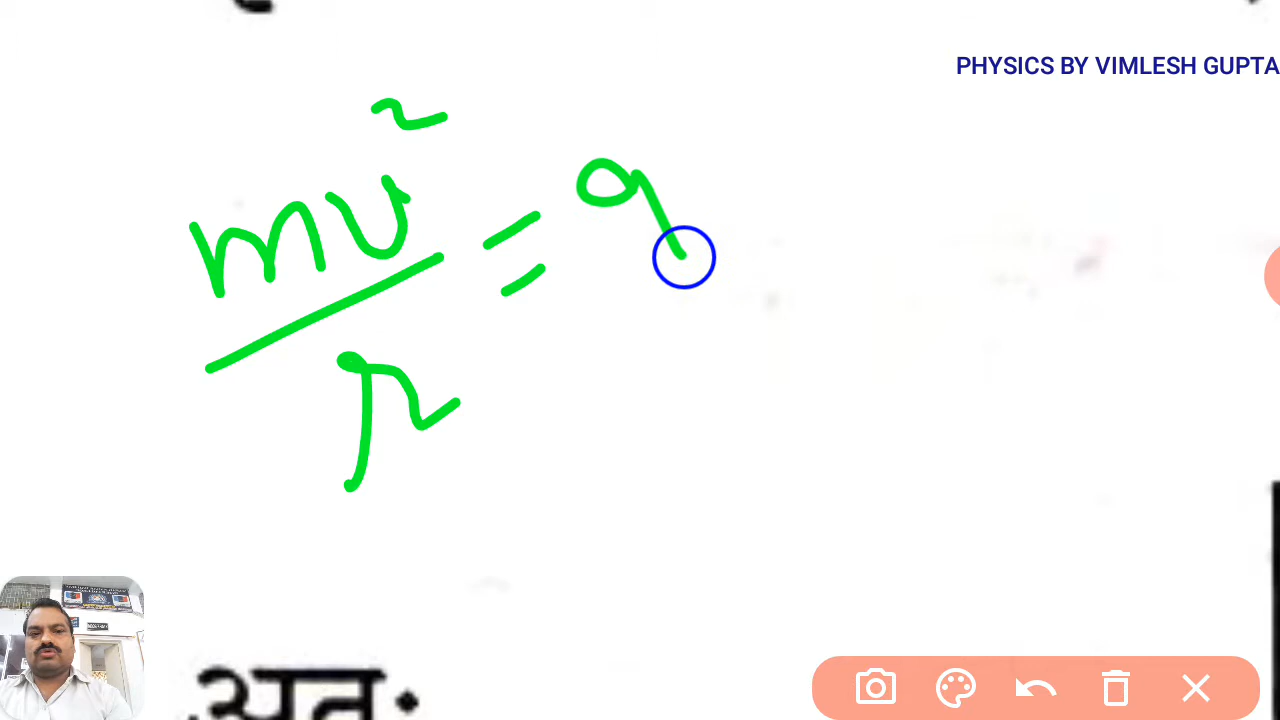 PHYSICS BY VIMLESH GUPTA
mv²
r
= q
अतः